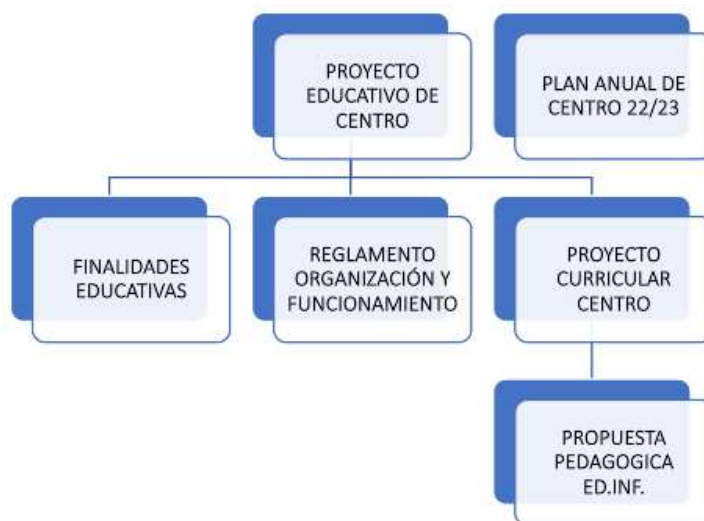 PROYECTO
EDUCATIVO DE
CENTRO
PLAN ANUAL DE
CENTRO 22/23
FINALIDADES
EDUCATIVAS
REGLAMENTO
ORGANIZACIÓN Y
FUNCIONAMIENTO
PROYECTO
CURRICULAR
CENTRO
PROPUESTA
PEDAGOGICA
ED.INF.